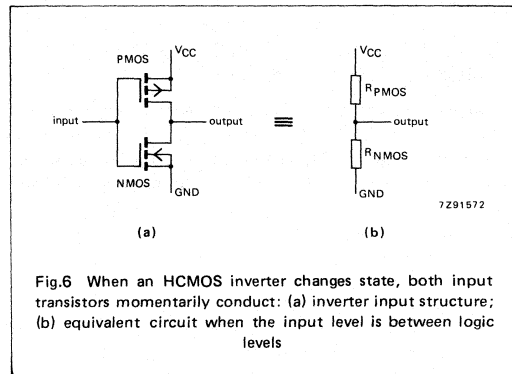 VCC
PMOS
input
output
NMOS
GND
(a)
≡
VCC
RPMOS
output
RNMOS
GND
7Z91572
(b)
Fig.6 When an HCMOS inverter changes state, both input
transistors momentarily conduct: (a) inverter input structure;
(b) equivalent circuit when the input level is between logic
levels